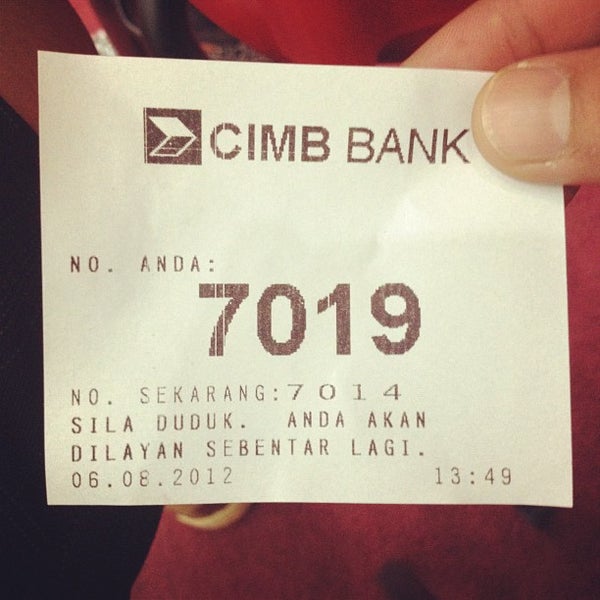 CIMB BANK
NO. ANDA:
7019
NO. SEKARANG:7014
SILA DUDUK. ANDA AKAN
DILAYAN SEBENTAR LAGI.
06.08.2012 13:49